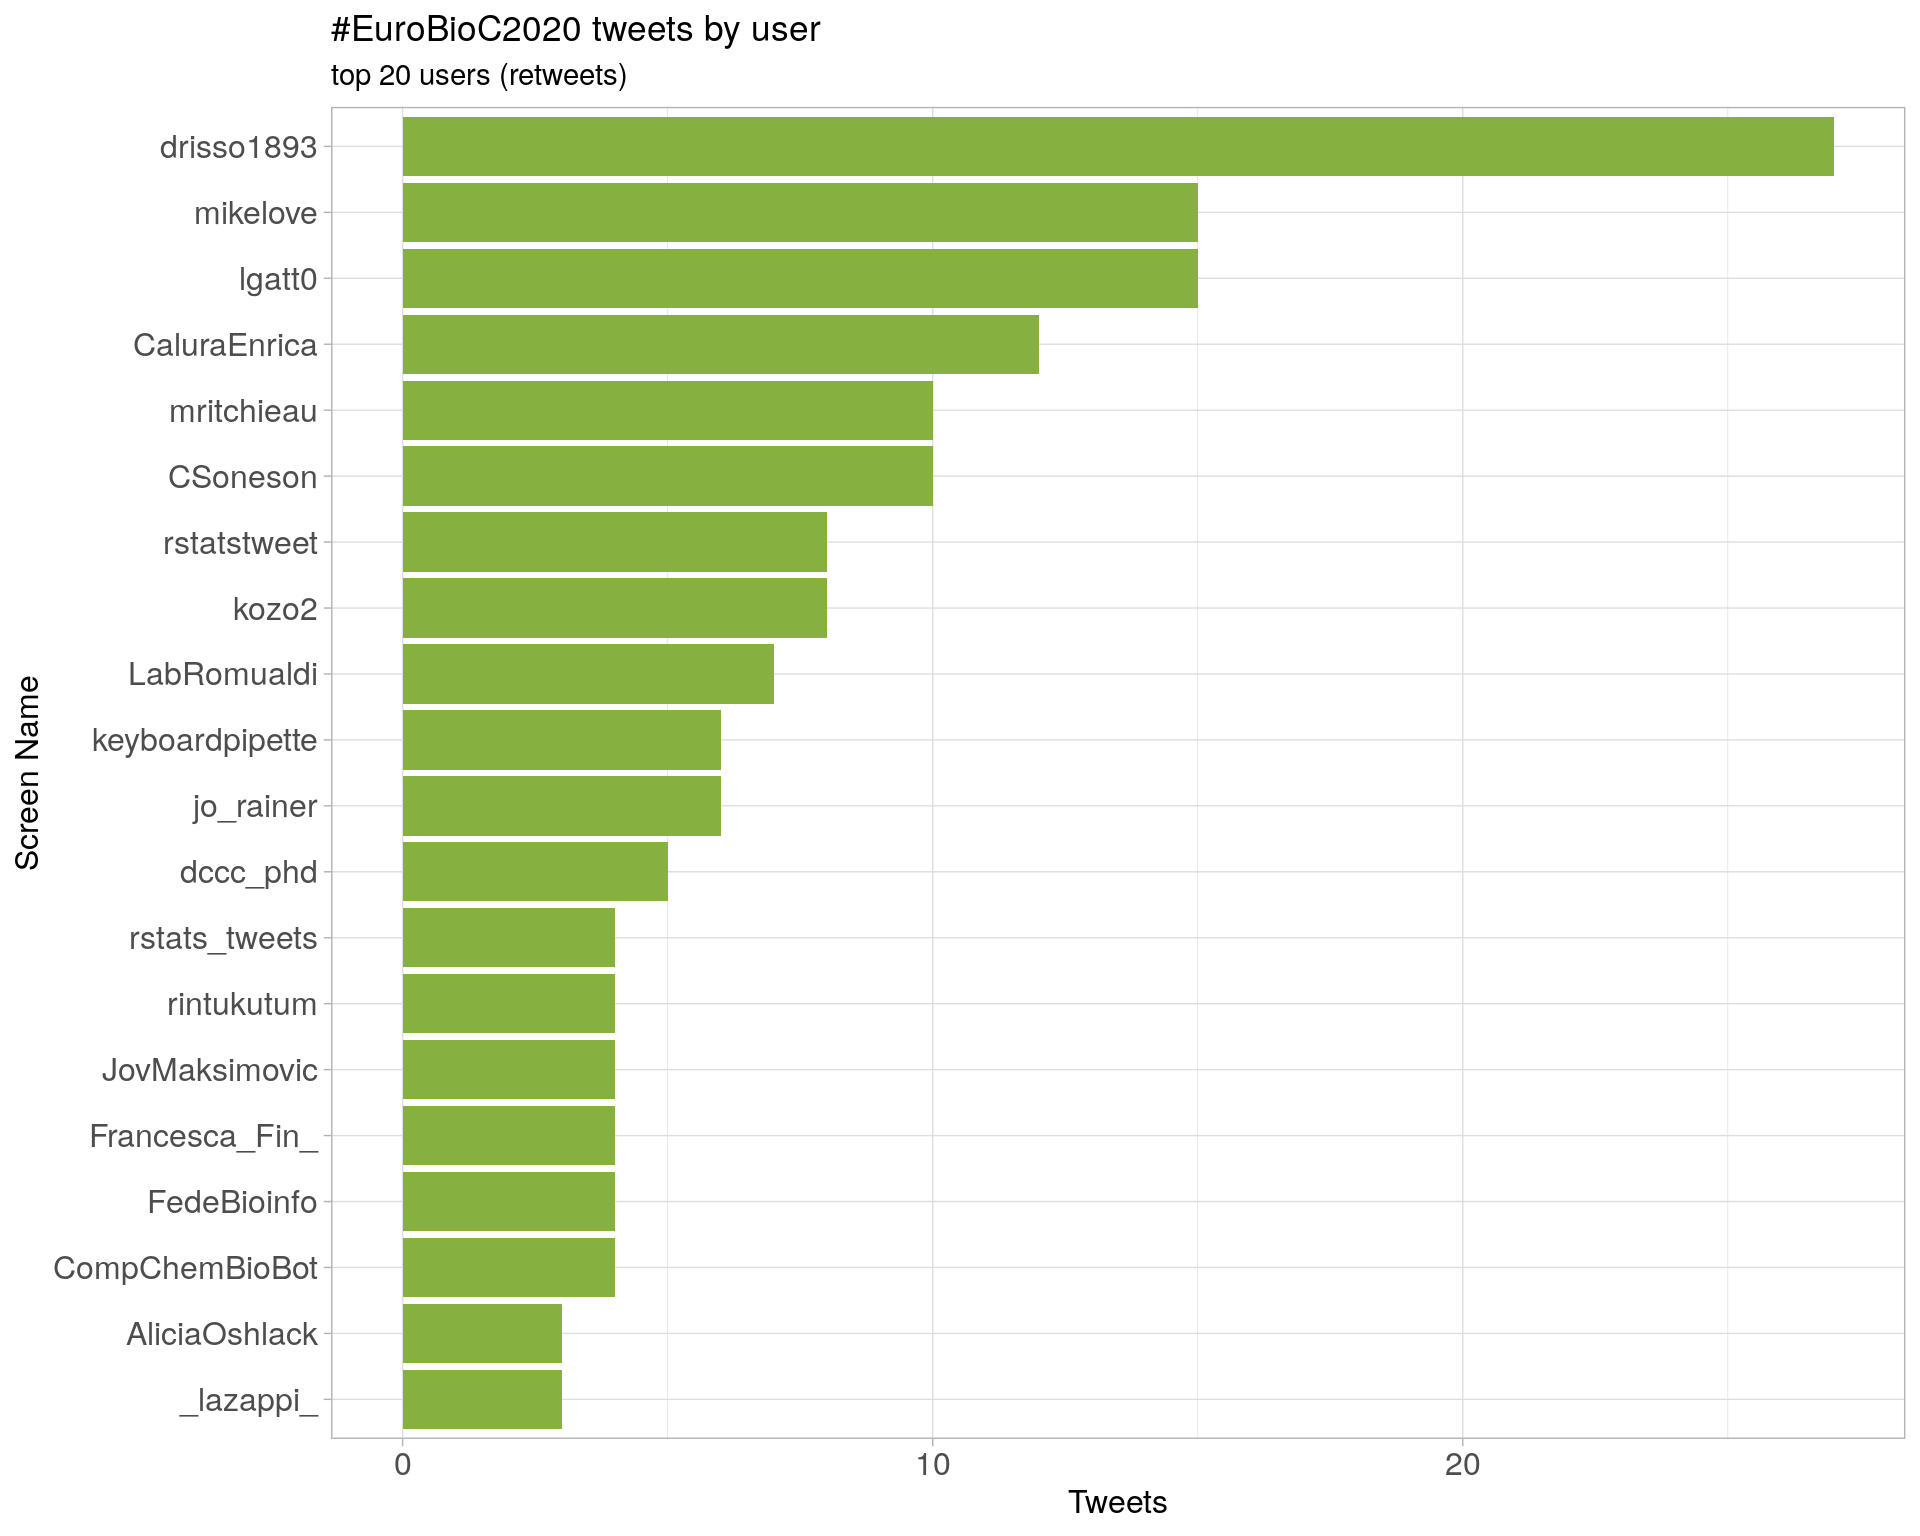 #EuroBioC2020 tweets by user
top 20 users (retweets)
drisso1893
mikelove
lgatt0
CaluraEnrica
mritchieau
CSoneson
rstatstweet
kozo2
LabRomualdi
keyboardpipette
jo_rainer
dccc_phd
rstats_tweets
rintukutum
JovMaksimovic
Francesca_Fin_
FedeBioinfo
CompChemBioBot
AliciaOshlack
_lazappi_
Screen Name
0 10 20
Tweets